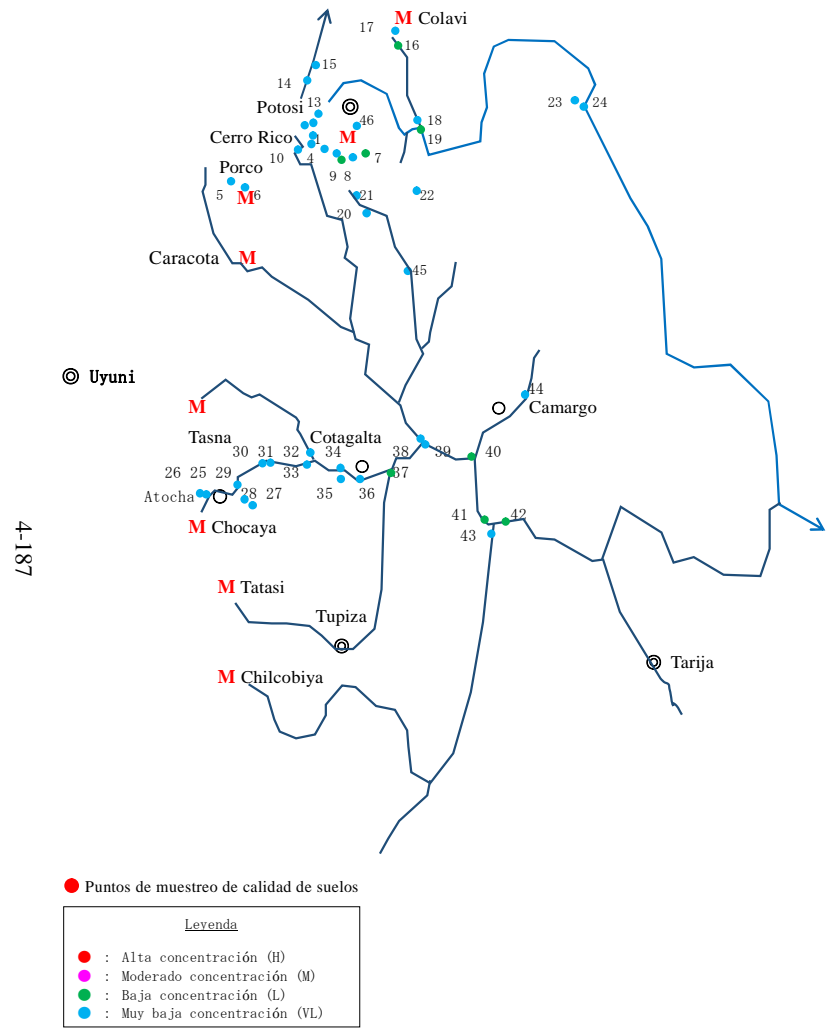 17 M Colavi
16
15
14
13
Potosi
46
18
23 24
Cerro Rico 1 M
19
10 4 7
Porco
9 8
5 6
M
21 22
20
Caracota M
45
Uyuni
44
M
Camargo
Tasna Cotagalta
30 31 32 34 38 39 40
33 37
26 25 29
35 36
Atocha 28 27
41 42
M Chocaya
43
4-187
M Tatasi
Tupiza
Tarija
M Chilcobiya
Puntos de muestreo de calidad de suelos
Leyenda
: Alta concentración (H)
: Moderado concentración (M)
: Baja concentración (L)
: Muy baja concentración (VL)